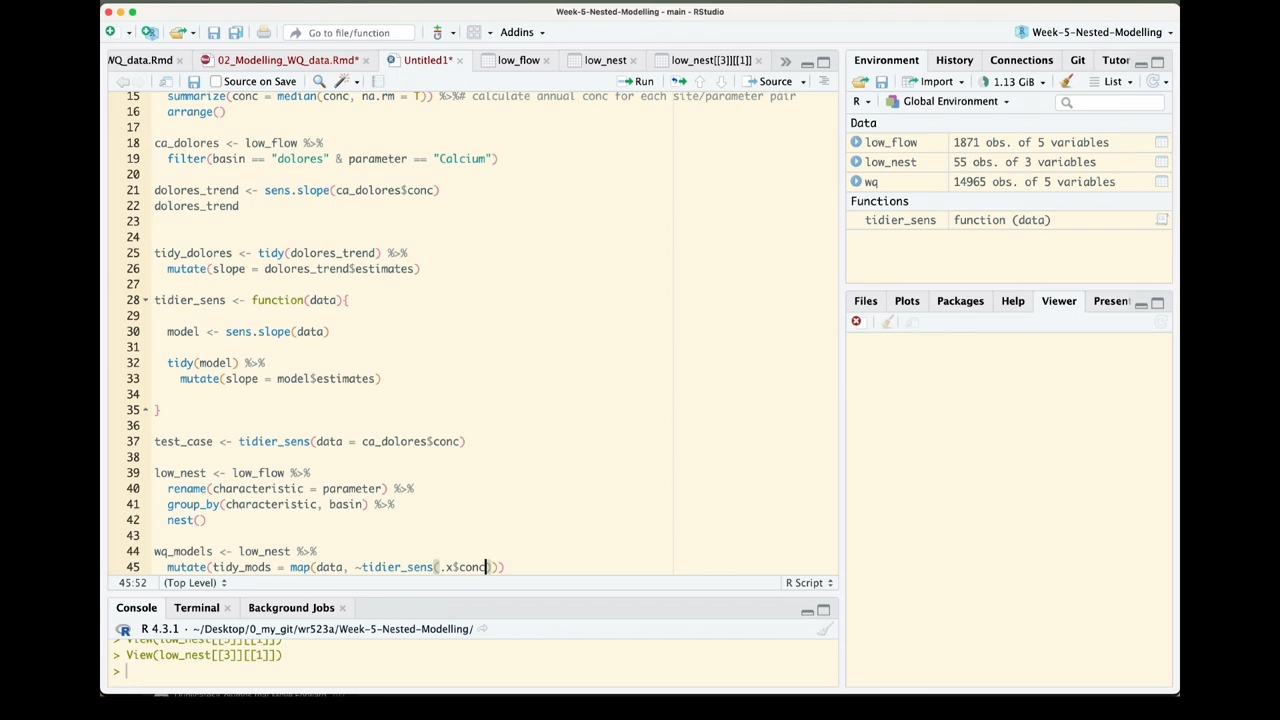 Week-5-Nested-Modelling - main - RStudio
Go to file/function
Addins
Week-5-Nested-Modelling
WQ_data.Rmd
02_Modelling_WQ_data.Rmd*
Untitled1*
low_flow
low_nest
low_nest[[3]][[1]]
Source on Save
Run
Source
15 summarize(conc = median(conc, na.rm = T)) %>%# calculate annual conc for each site/parameter pair
16 arrange()
17
18 ca_dolores <- low_flow %>%
19 filter(basin == "dolores" & parameter == "Calcium")
20
21 dolores_trend <- sens.slope(ca_dolores$conc)
22 dolores_trend
23
24
25 tidy_dolores <- tidy(dolores_trend) %>%
26 mutate(slope = dolores_trend$estimates)
27
28 tidier_sens <- function(data){
29
30 model <- sens.slope(data)
31
32 tidy(model) %>%
33 mutate(slope = model$estimates)
34
35 }
36
37 test_case <- tidier_sens(data = ca_dolores$conc)
38
39 low_nest <- low_flow %>%
40 rename(characteristic = parameter) %>%
41 group_by(characteristic, basin) %>%
42 nest()
43
44 wq_models <- low_nest %>%
45 mutate(tidy_mods = map(data, ~tidier_sens(.x$conc)))
45:52 (Top Level) R Script
Console Terminal Background Jobs
R 4.3.1 · ~/Desktop/0_my_git/wr523a/Week-5-Nested-Modelling/
> View(low_nest[[3]][[1]])
> View(low_nest[[3]][[1]])
>
Environment History Connections Git Tutor
Import 1.13 GiB List
R Global Environment
Data
low_flow 1871 obs. of 5 variables
low_nest 55 obs. of 3 variables
wq 14965 obs. of 5 variables
Functions
tidier_sens function (data)
Files Plots Packages Help Viewer Present